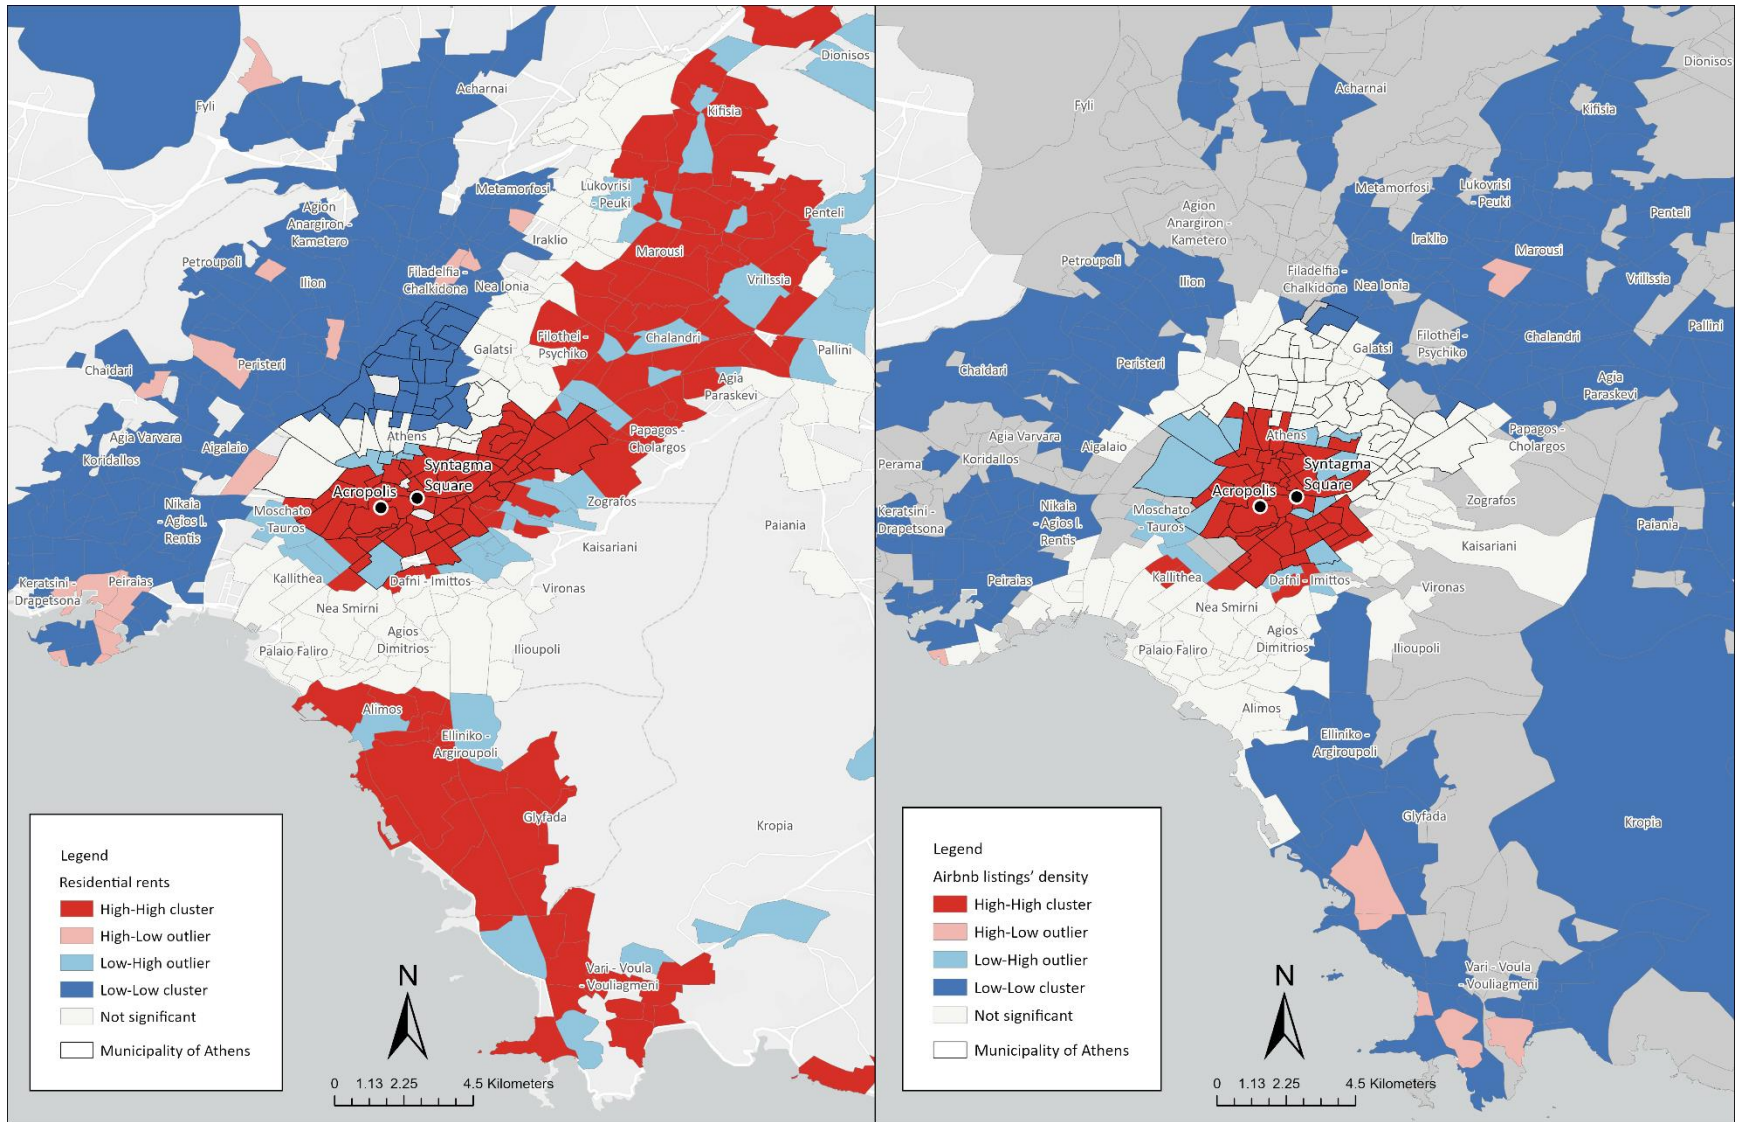 Dionisos
Acharnai
Fyli
Kifisia
Metamorfosi
Lukovrisi
- Peuki
Agion
Anargiron -
Kametero
Penteli
Iraklio
Marousi
Petroupoli
Ilion
Filadelfia -
Chalkidona
Nea Ionia
Vrilissia
Filothei -
Psychiko
Chalandri
Galatsi
Pallini
Chaidari
Peristeri
Agia
Paraskevi
Agia Varvara
Aigalaio
Athens
Papagos -
Cholargos
Koridallos
Syntagma
Square
Acropolis
Nikaia
- Agios I.
Rentis
Moschato
- Tauros
Zografos
Paiania
Kaisariani
Keratsini -
Drapetsona
Peiraias
Kallithea
Dafni - Imittos
Vironas
Nea Smirni
Agios
Dimitrios
Palaio Faliro
Ilioupoli
Alimos
Elliniko -
Argiroupoli
Glyfada
Kropia
Vari - Voula
- Vouliagmeni
Legend
Residential rents
High-High cluster
High-Low outlier
Low-High outlier
Low-Low cluster
Not significant
Municipality of Athens
N
0 1.13 2.25 4.5 Kilometers
Dionisos
Acharnai
Fyli
Kifisia
Metamorfosi
Lukovrisi
- Peuki
Agion
Anargiron -
Kametero
Penteli
Iraklio
Marousi
Petroupoli
Ilion
Filadelfia -
Chalkidona
Nea Ionia
Vrilissia
Filothei -
Psychiko
Chalandri
Pallini
Galatsi
Chaidari
Peristeri
Agia
Paraskevi
Agia Varvara
Aigalaio
Athens
Papagos -
Cholargos
Perama
Koridallos
Syntagma
Square
Acropolis
Keratsini -
Drapetsona
Nikaia
- Agios I.
Rentis
Moschato
- Tauros
Zografos
Paiania
Kaisariani
Peiraias
Kallithea
Dafni - Imittos
Vironas
Nea Smirni
Agios
Dimitrios
Palaio Faliro
Ilioupoli
Alimos
Elliniko -
Argiroupoli
Glyfada
Kropia
Vari - Voula
- Vouliagmeni
Legend
Airbnb listings' density
High-High cluster
High-Low outlier
Low-High outlier
Low-Low cluster
Not significant
Municipality of Athens
N
0 1.13 2.25 4.5 Kilometers